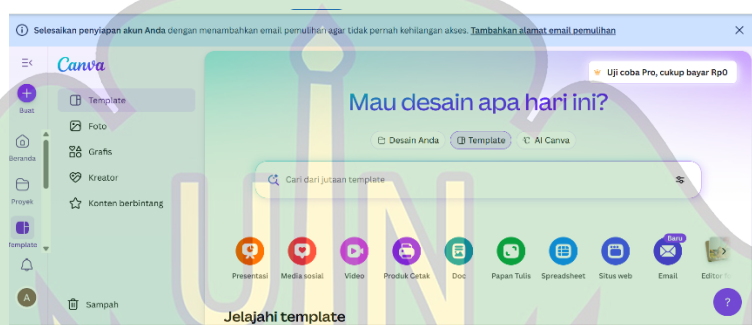 Selesaikan penyiapan akun Anda dengan menambahkan email pemulihan agar tidak pernah kehilangan akses. Tambahkan alamat email pemulihan
Canva
Uji coba Pro, cukup bayar Rp0
Buat
Beranda
Proyek
Template
Template
Foto
Grafis
Kreator
Konten berbintang
Sampah
A
Mau desain apa hari ini?
Desain Anda
Template
AI Canva
Cari dari jutaan template
Baru
Presentasi
Media sosial
Video
Produk Cetak
Doc
Papan Tulis
Spreadsheet
Situs web
Email
Editor
?
Jelajahi template
UIN